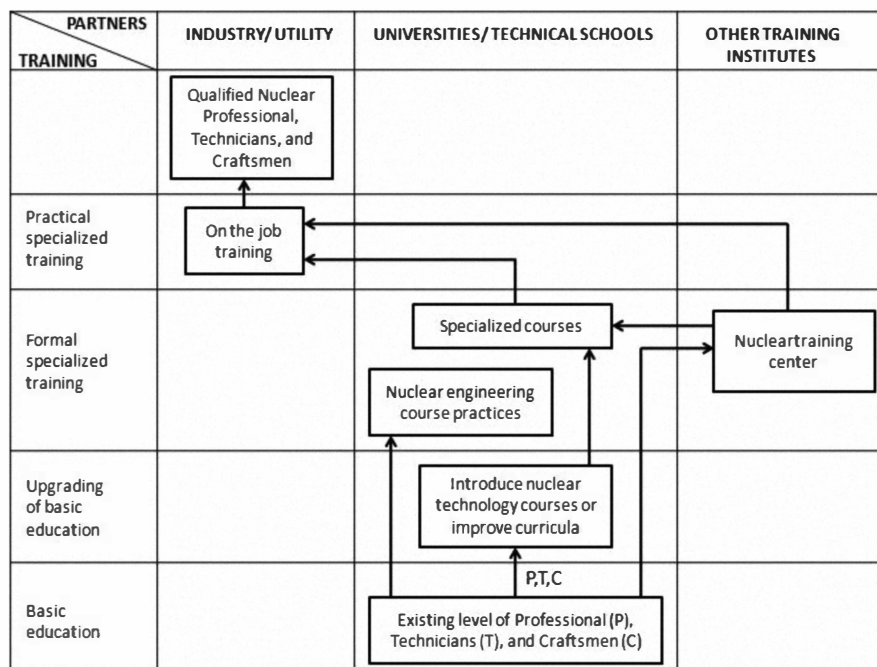 PARTNERS
TRAINING
INDUSTRY/ UTILITY
UNIVERSITIES/ TECHNICAL SCHOOLS
OTHER TRAINING
INSTITUTES
Qualified Nuclear
Professional,
Technicians, and
Craftsmen
Practical
specialized
training
On the job
training
Formal
specialized
training
Specialized courses
Nuclear training
center
Nuclear engineering
course practices
Upgrading
of basic
education
Introduce nuclear
technology courses or
improve curricula
P,T,C
Basic
education
Existing level of Professional (P),
Technicians (T), and Craftsmen (C)